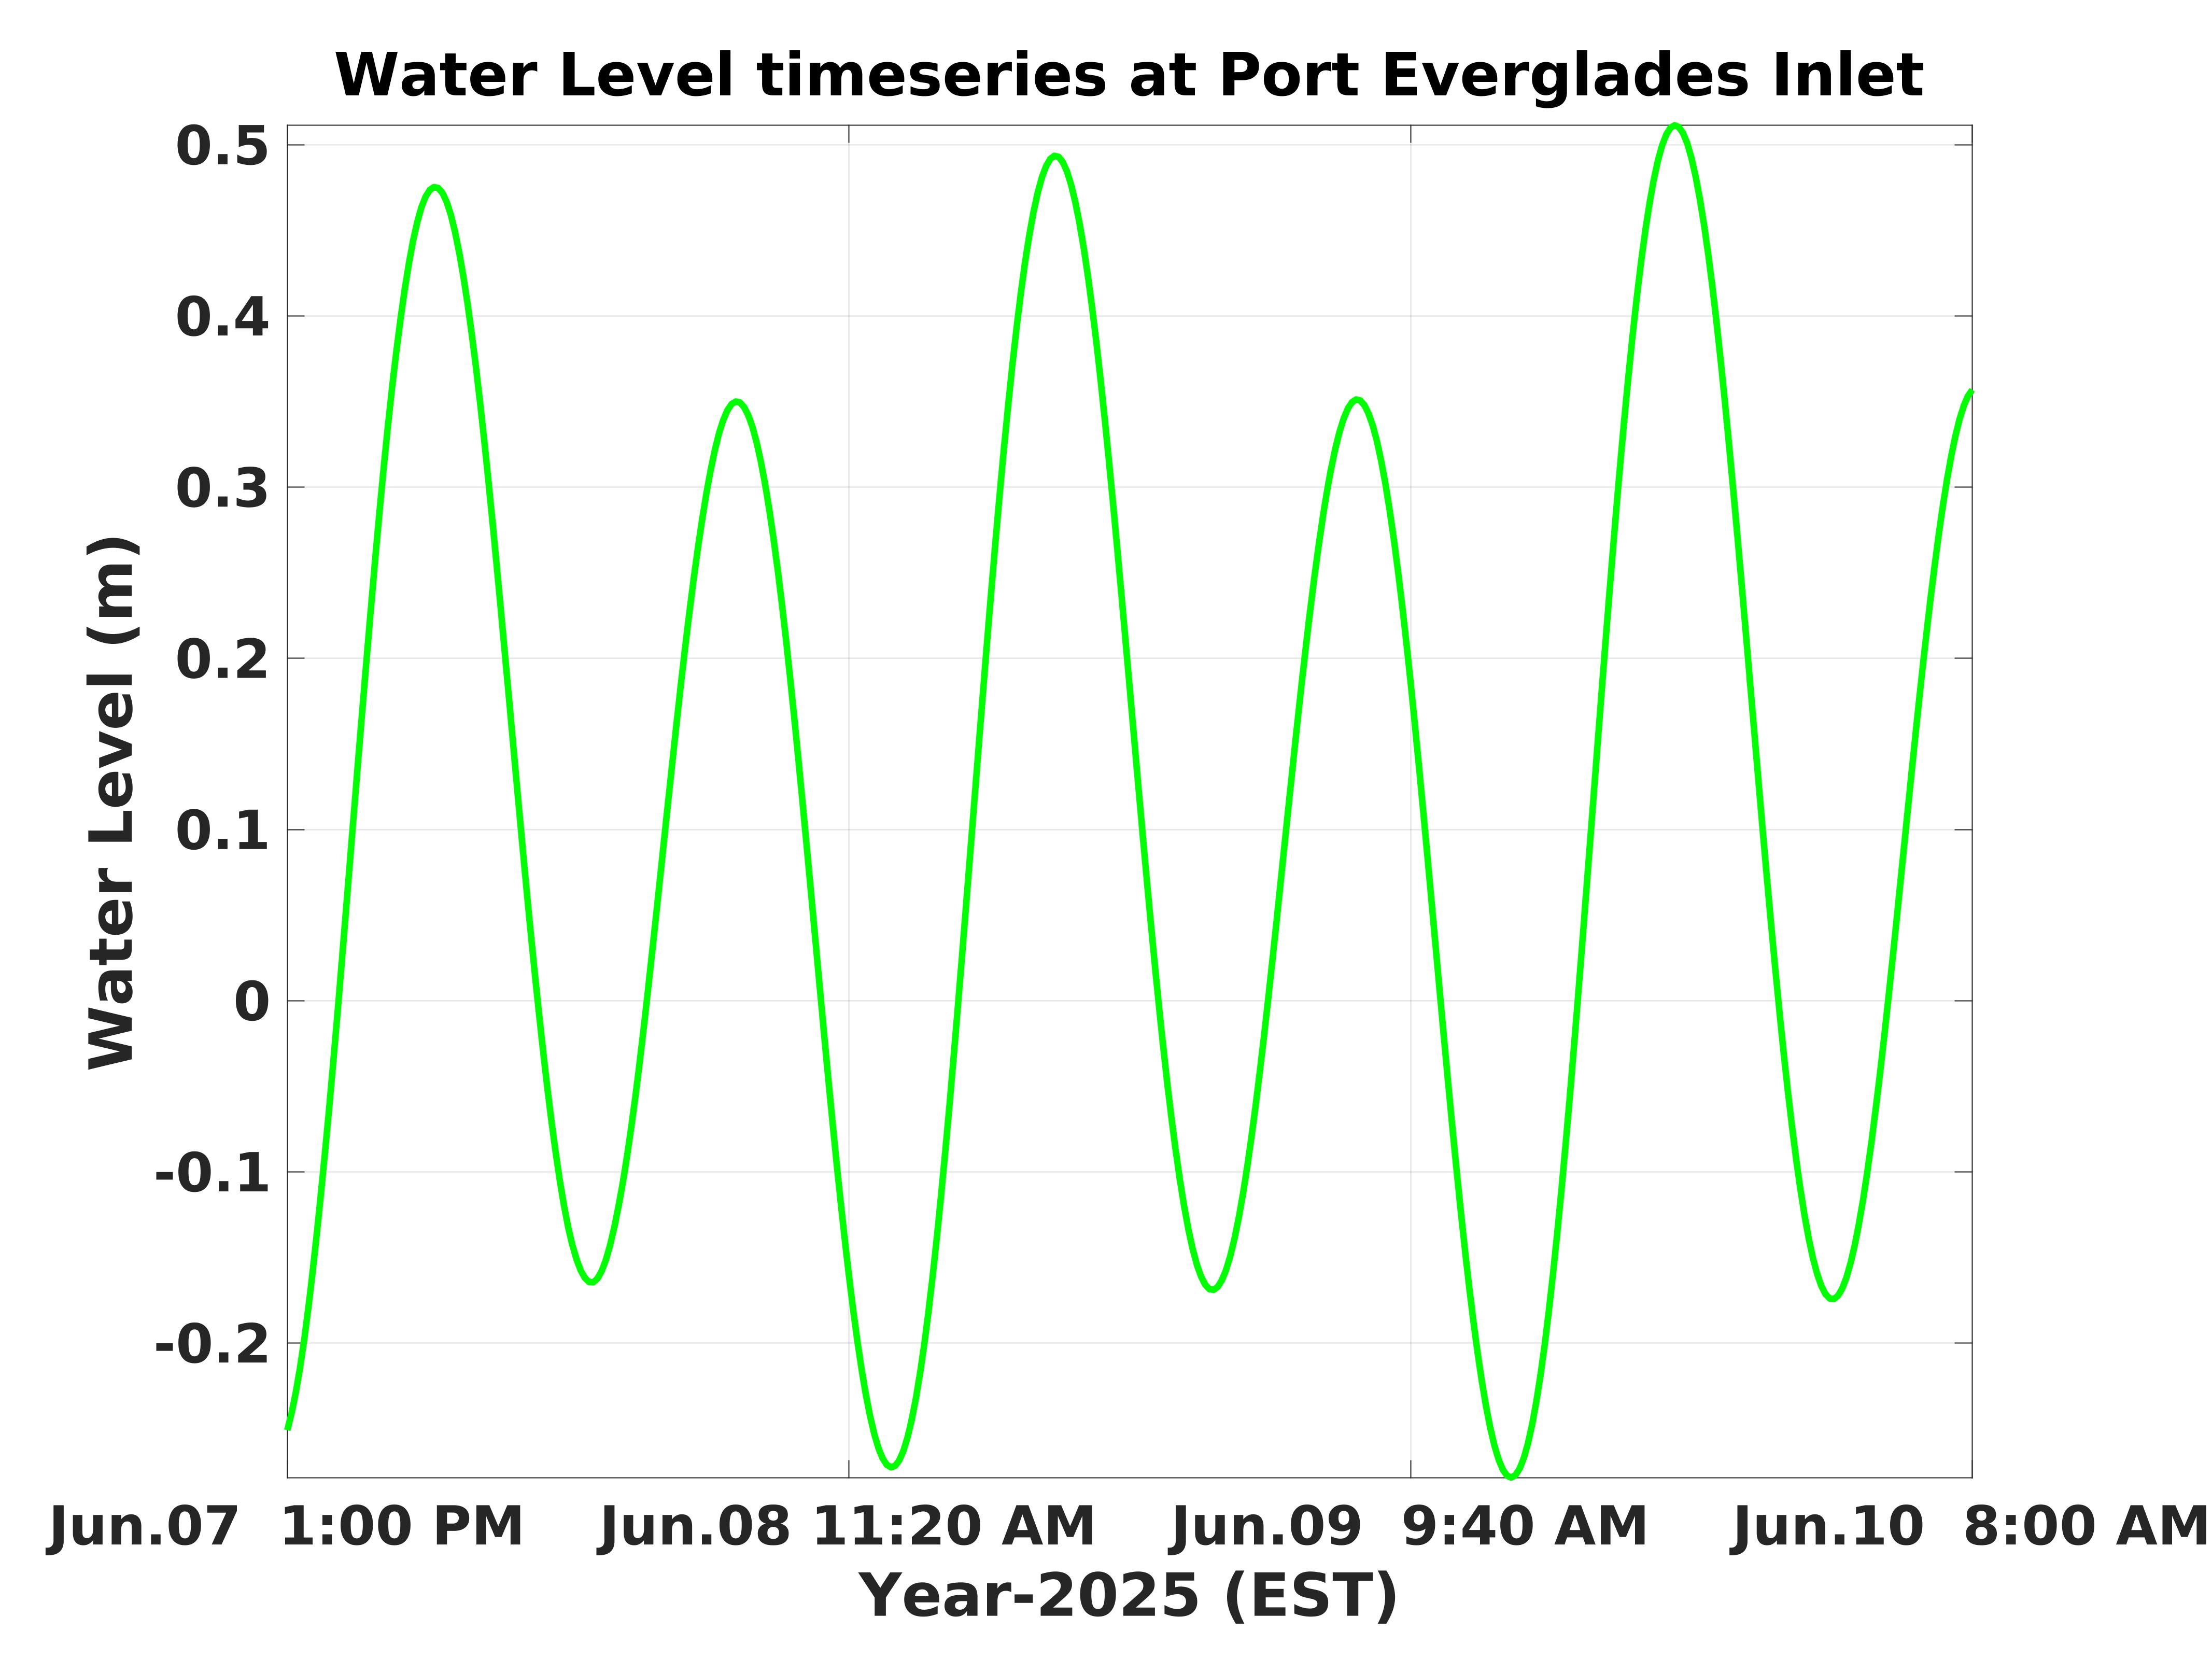 Water Level timeseries at Port Everglades Inlet
0.5
0.4
0.3
0.2
0.1
0
-0.1
-0.2
Water Level (m)
Jun.07 1:00 PM Jun.08 11:20 AM Jun.09 9:40 AM Jun.10 8:00 AM
Year-2025 (EST)